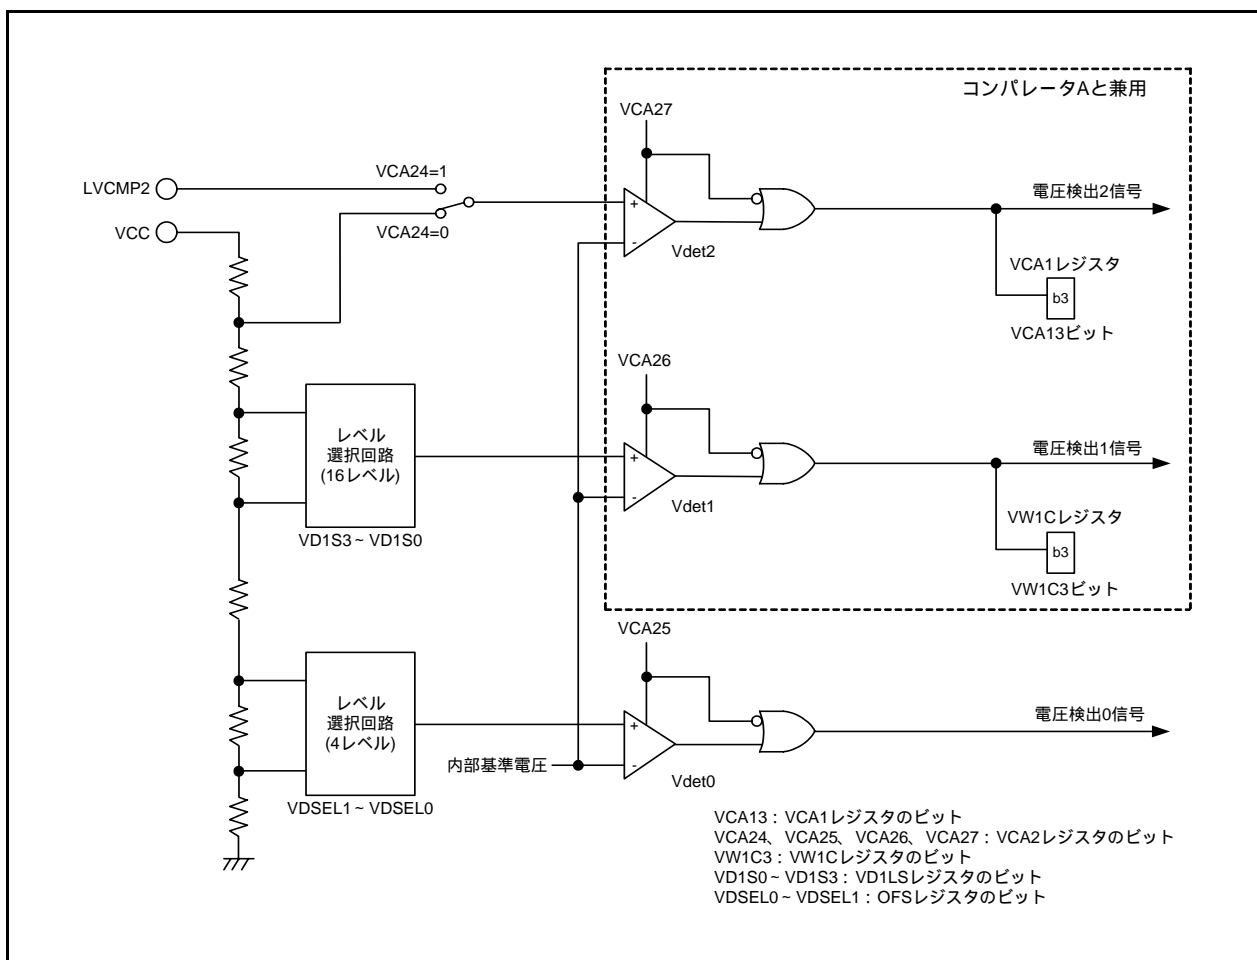 コンパレータAと兼用
VCA27
LVCMP2
VCA24=1
VCC
VCA24=0
+
-
Vdet2
電圧検出2信号
VCA1レジスタ
b3
VCA13ビット
VCA26
レベル
選択回路
(16レベル)
VD1S3~VD1S0
+
-
Vdet1
電圧検出1信号
VW1Cレジスタ
b3
VW1C3ビット
VCA25
レベル
選択回路
(4レベル)
VDSEL1~VDSEL0
内部基準電圧
+
-
Vdet0
電圧検出0信号
VCA13:VCA1レジスタのビット
VCA24、VCA25、VCA26、VCA27:VCA2レジスタのビット
VW1C3:VW1Cレジスタのビット
VD1S0~VD1S3:VD1LSレジスタのビット
VDSEL0~VDSEL1:OFSレジスタのビット